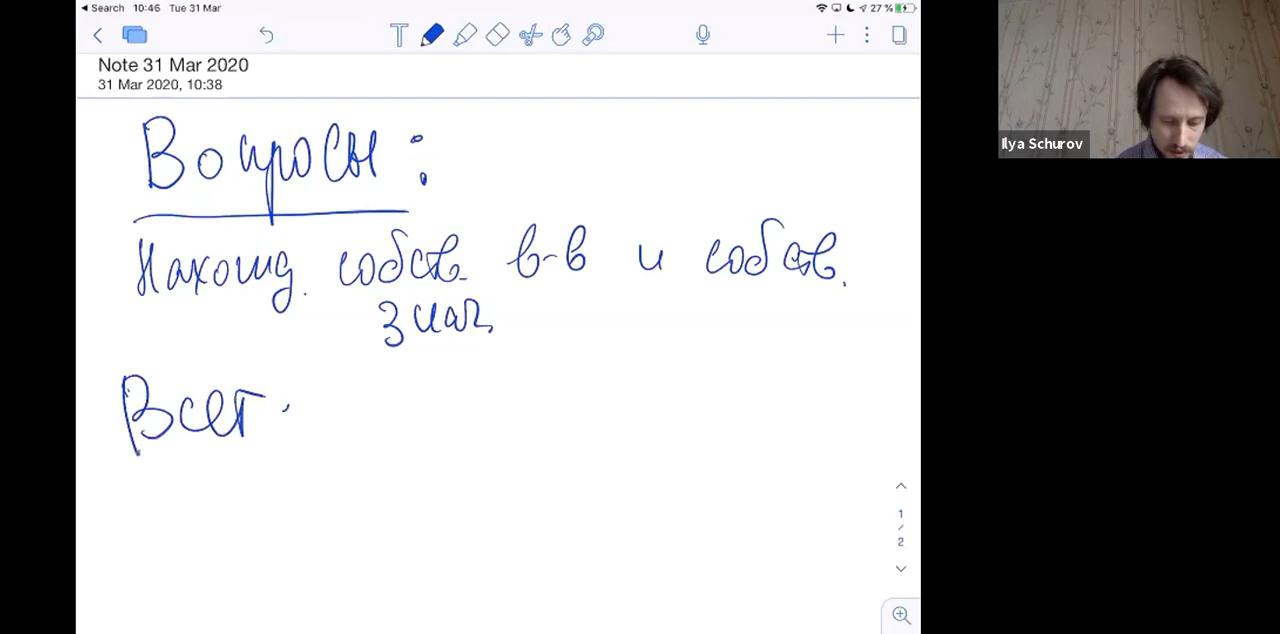 Search 10:46 Tue 31 Mar
27 %
T
Note 31 Mar 2020
31 Mar 2020, 10:38
Ilya Schurov
Вопросы:
Нахожд. собств. в-в и собств.
знач.
1
/
2